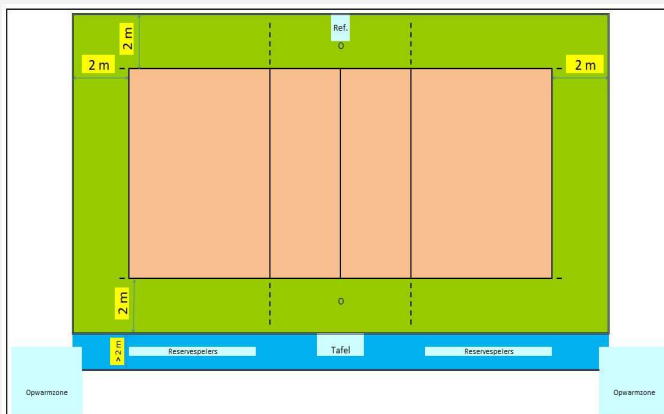 Ref.
2 m
O
2 m
2 m
2 m
O
> 2 m
Reservespelers
Tafel
Reservespelers
Opwarmzone
Opwarmzone